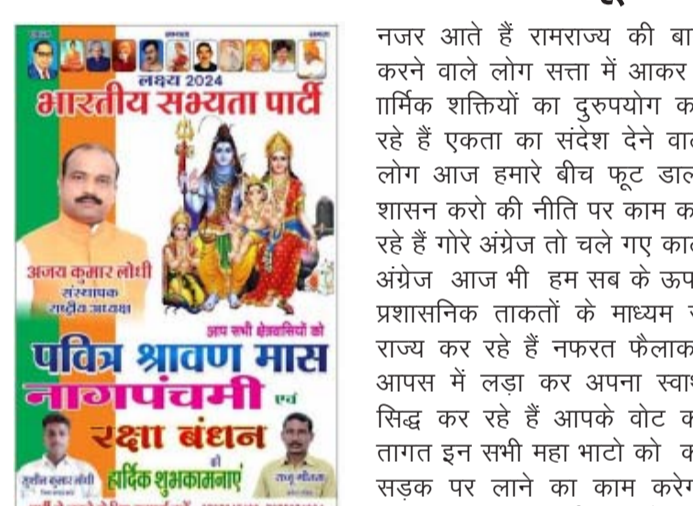 लक्ष्य 2024
भारतीय सभ्यता पार्टी
अजय कुमार लोधी
संस्थापक
राष्ट्रीय अध्यक्ष
आप सभी क्षेत्रवासियों को
पवित्र श्रावण मास
नागपंचमी एवं
रक्षा बंधन
की
हार्दिक शुभकामनाएं
सुशील कुमार लोधी
राजू गौतम
नजर आते हैं रामराज्य की बा
करने वाले लोग सत्ता में आकर
ार्मिक शक्तियों का दुरुपयोग क
रहे हैं एकता का संदेश देने वाल
लोग आज हमारे बीच फूट डाल
शासन करो की नीति पर काम क
रहे हैं गोरे अंग्रेज तो चले गए काल
अंग्रेज आज भी हम सब के ऊप
प्रशासनिक ताकतों के माध्यम स
राज्य कर रहे हैं नफरत फैलाक
आपस में लड़ा कर अपना स्वार्थ
सिद्ध कर रहे हैं आपके वोट क
तागत इन सभी महा भाटो को क
सड़क पर लाने का काम करेग